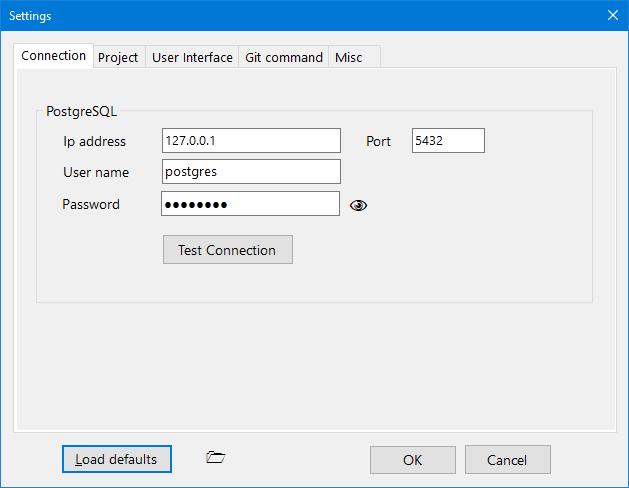 Settings
Connection Project User Interface Git command Misc
PostgreSQL
Ip address 127.0.0.1 Port 5432
User name postgres
Password ●●●●●●●●
Test Connection
Load defaults OK Cancel